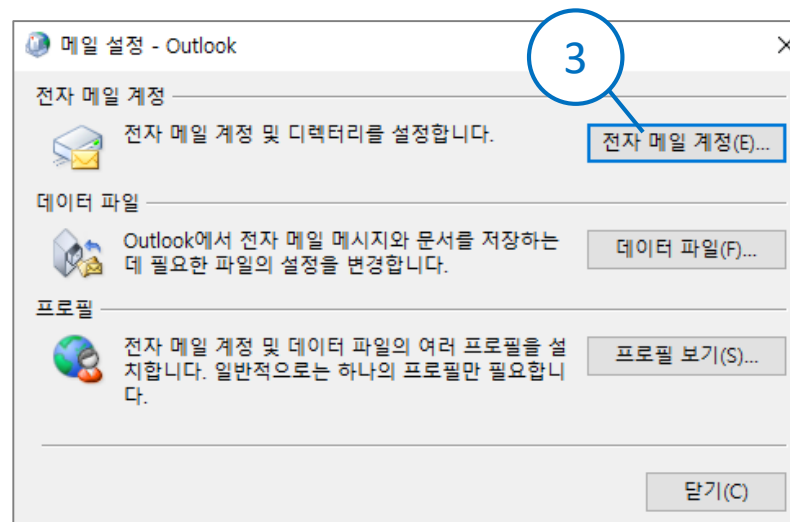 메일 설정 - Outlook
3
전자 메일 계정
전자 메일 계정 및 디렉터리를 설정합니다.
전자 메일 계정(E)...
데이터 파일
Outlook에서 전자 메일 메시지와 문서를 저장하는
데 필요한 파일의 설정을 변경합니다.
데이터 파일(F)...
프로필
전자 메일 계정 및 데이터 파일의 여러 프로필을 설
치합니다. 일반적으로는 하나의 프로필만 필요합니
다.
프로필 보기(S)...
닫기(C)